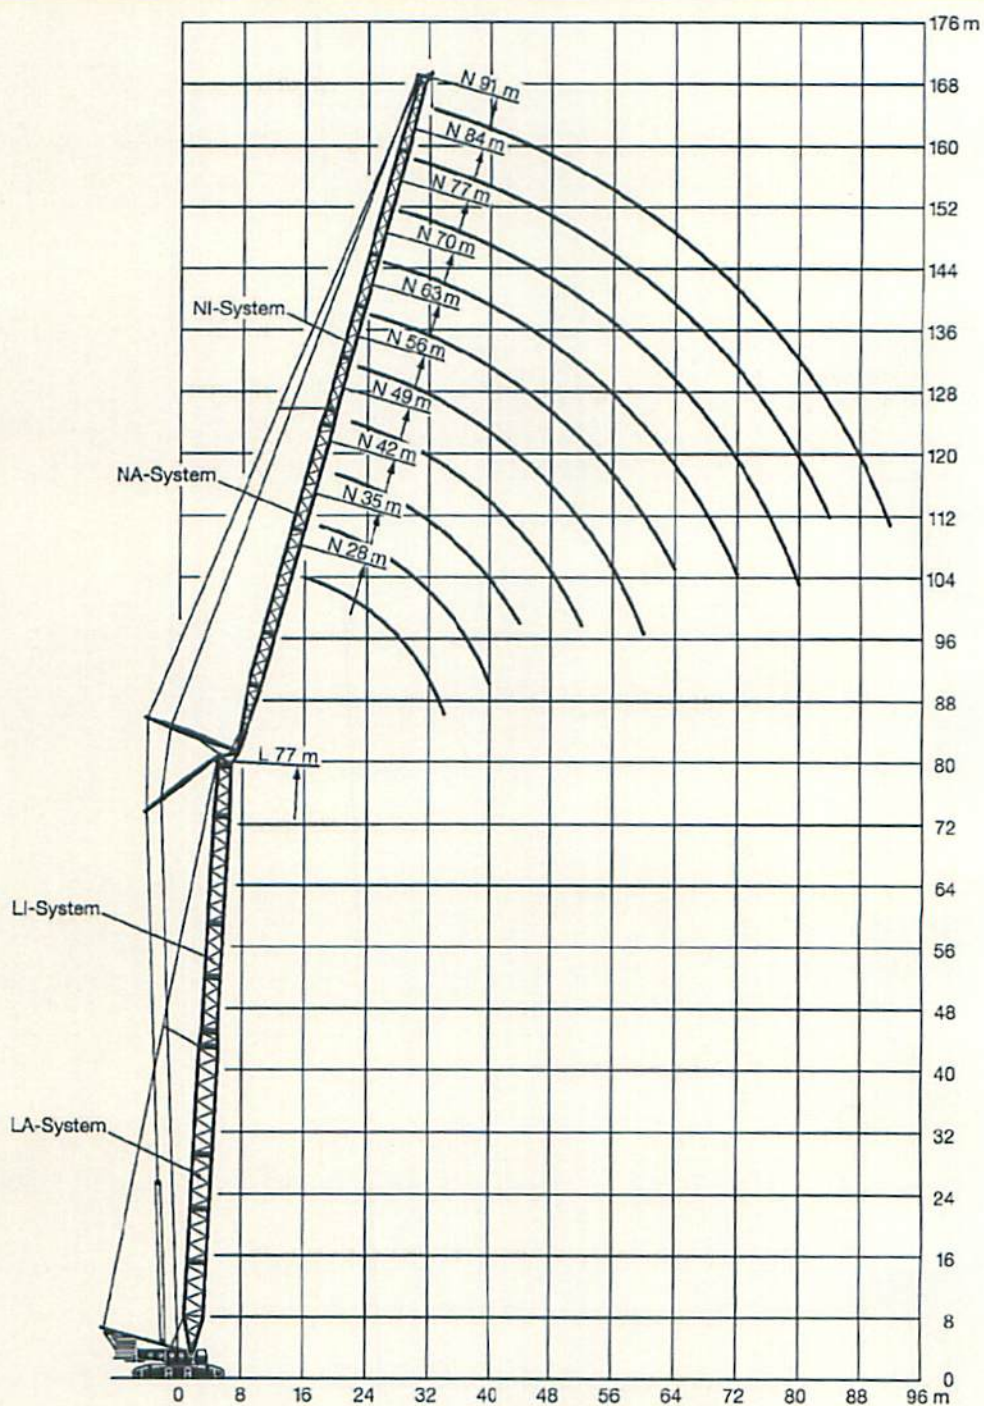 176 m
N 91 m
168
N 84 m
160
N 77 m
152
N 70 m
144
N 63 m
NI-System
136
N 56 m
128
N 49 m
120
N 42 m
NA-System
112
N 35 m
N 28 m
104
96
88
L 77 m
80
72
64
LI-System
56
48
40
LA-System
32
24
16
8
0
0 8 16 24 32 40 48 56 64 72 80 88 96 m